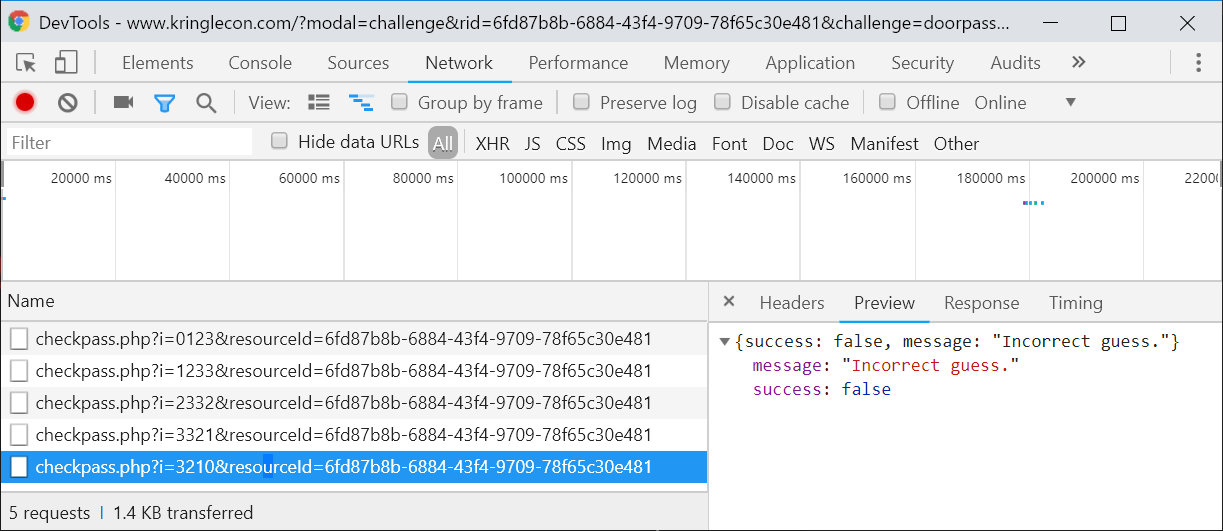 DevTools - www.kringlecon.com/?modal=challenge&rid=6fd87b8b-6884-43f4-9709-78f65c30e481&challenge=doorpass...
Elements Console Sources Network Performance Memory Application Security Audits »
View: Group by frame Preserve log Disable cache Offline Online
Filter Hide data URLs All XHR JS CSS Img Media Font Doc WS Manifest Other
20000 ms 40000 ms 60000 ms 80000 ms 100000 ms 120000 ms 140000 ms 160000 ms 180000 ms 200000 ms 22000
Name × Headers Preview Response Timing
checkpass.php?i=0123&resourceId=6fd87b8b-6884-43f4-9709-78f65c30e481
checkpass.php?i=1233&resourceId=6fd87b8b-6884-43f4-9709-78f65c30e481
checkpass.php?i=2332&resourceId=6fd87b8b-6884-43f4-9709-78f65c30e481
checkpass.php?i=3321&resourceId=6fd87b8b-6884-43f4-9709-78f65c30e481
checkpass.php?i=3210&resourceId=6fd87b8b-6884-43f4-9709-78f65c30e481
{success: false, message: "Incorrect guess."}
message: "Incorrect guess."
success: false
5 requests | 1.4 KB transferred